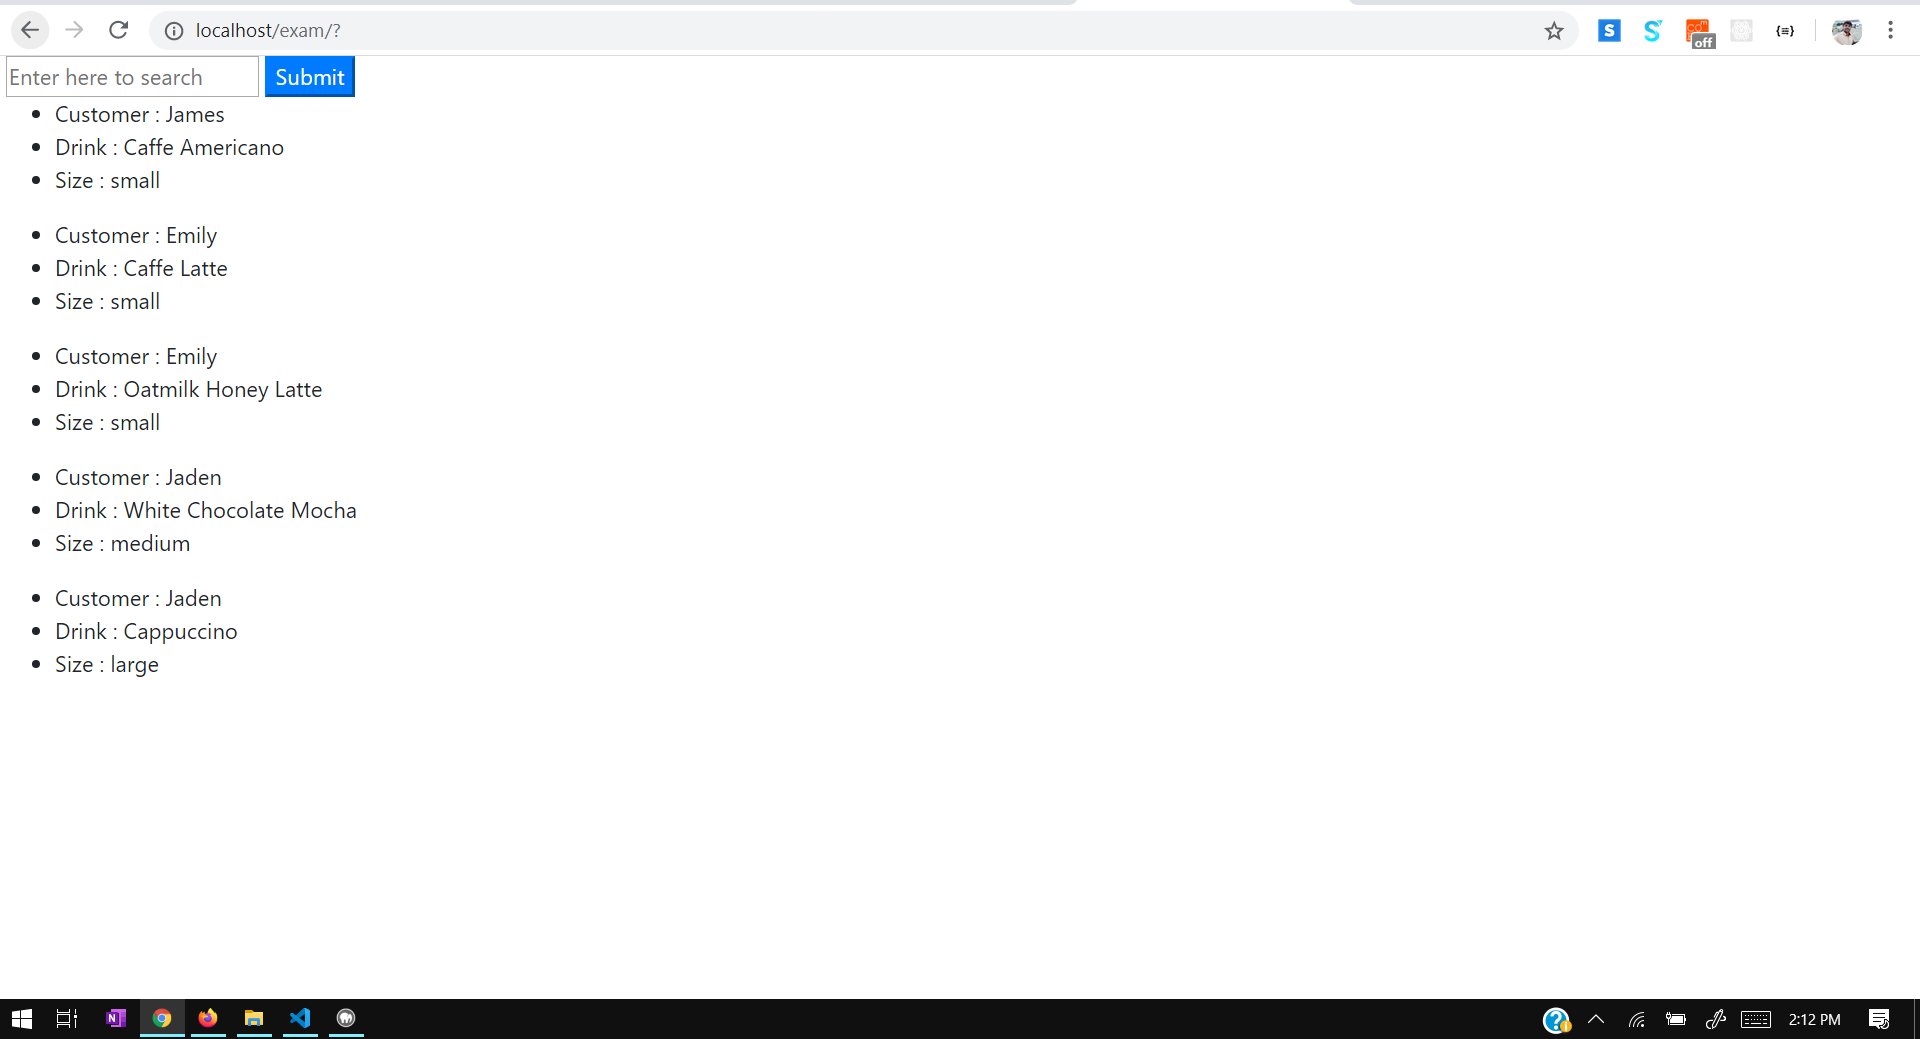 localhost/exam/?
off
Enter here to search Submit
Customer : James
Drink : Caffe Americano
Size : small
Customer : Emily
Drink : Caffe Latte
Size : small
Customer : Emily
Drink : Oatmilk Honey Latte
Size : small
Customer : Jaden
Drink : White Chocolate Mocha
Size : medium
Customer : Jaden
Drink : Cappuccino
Size : large
2:12 PM